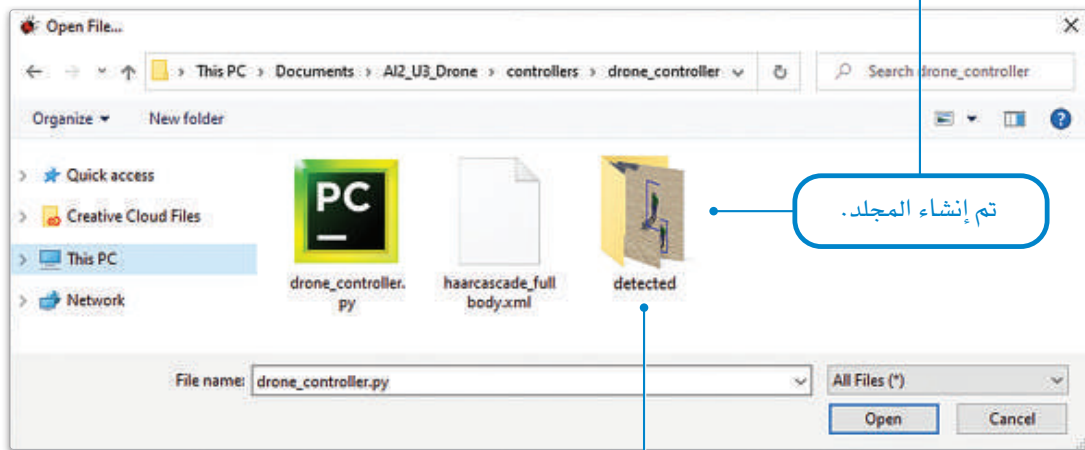 Open File...
This PC > Documents > AI2_U3_Drone > controllers > drone_controller
Search drone_controller
Organize
New folder
Quick access
Creative Cloud Files
This PC
Network
PC
drone_controller.
py
haarcascade_full
body.xml
detected
تم إنشاء المجلد.
File name: drone_controller.py
All Files (*)
Open
Cancel